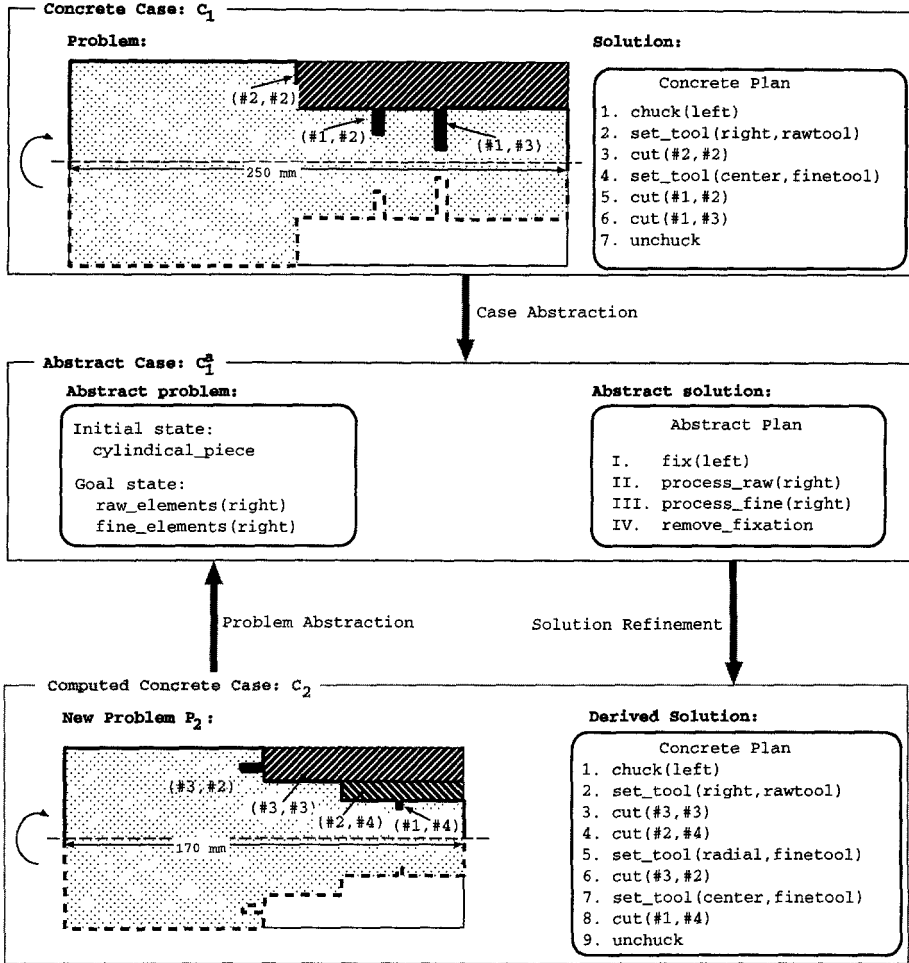 Concrete Case: C1
Problem:
Solution:
(#2,#2)
(#1,#2)
(#1,#3)
250 mm
Concrete Plan
1. chuck(left)
2. set_tool(right,rawtool)
3. cut(#2,#2)
4. set_tool(center,finetool)
5. cut(#1,#2)
6. cut(#1,#3)
7. unchuck
Case Abstraction
Abstract Case: C1a
Abstract problem:
Initial state:
cylindical_piece
Goal state:
raw_elements(right)
fine_elements(right)
Abstract solution:
Abstract Plan
I. fix(left)
II. process_raw(right)
III. process_fine(right)
IV. remove_fixation
Problem Abstraction
Solution Refinement
Computed Concrete Case: C2
New Problem P2:
(#3,#2)
(#3,#3)
(#2,#4)
(#1,#4)
170 mm
Derived Solution:
Concrete Plan
1. chuck(left)
2. set_tool(right,rawtool)
3. cut(#3,#3)
4. cut(#2,#4)
5. set_tool(radial,finetool)
6. cut(#3,#2)
7. set_tool(center,finetool)
8. cut(#1,#4)
9. unchuck